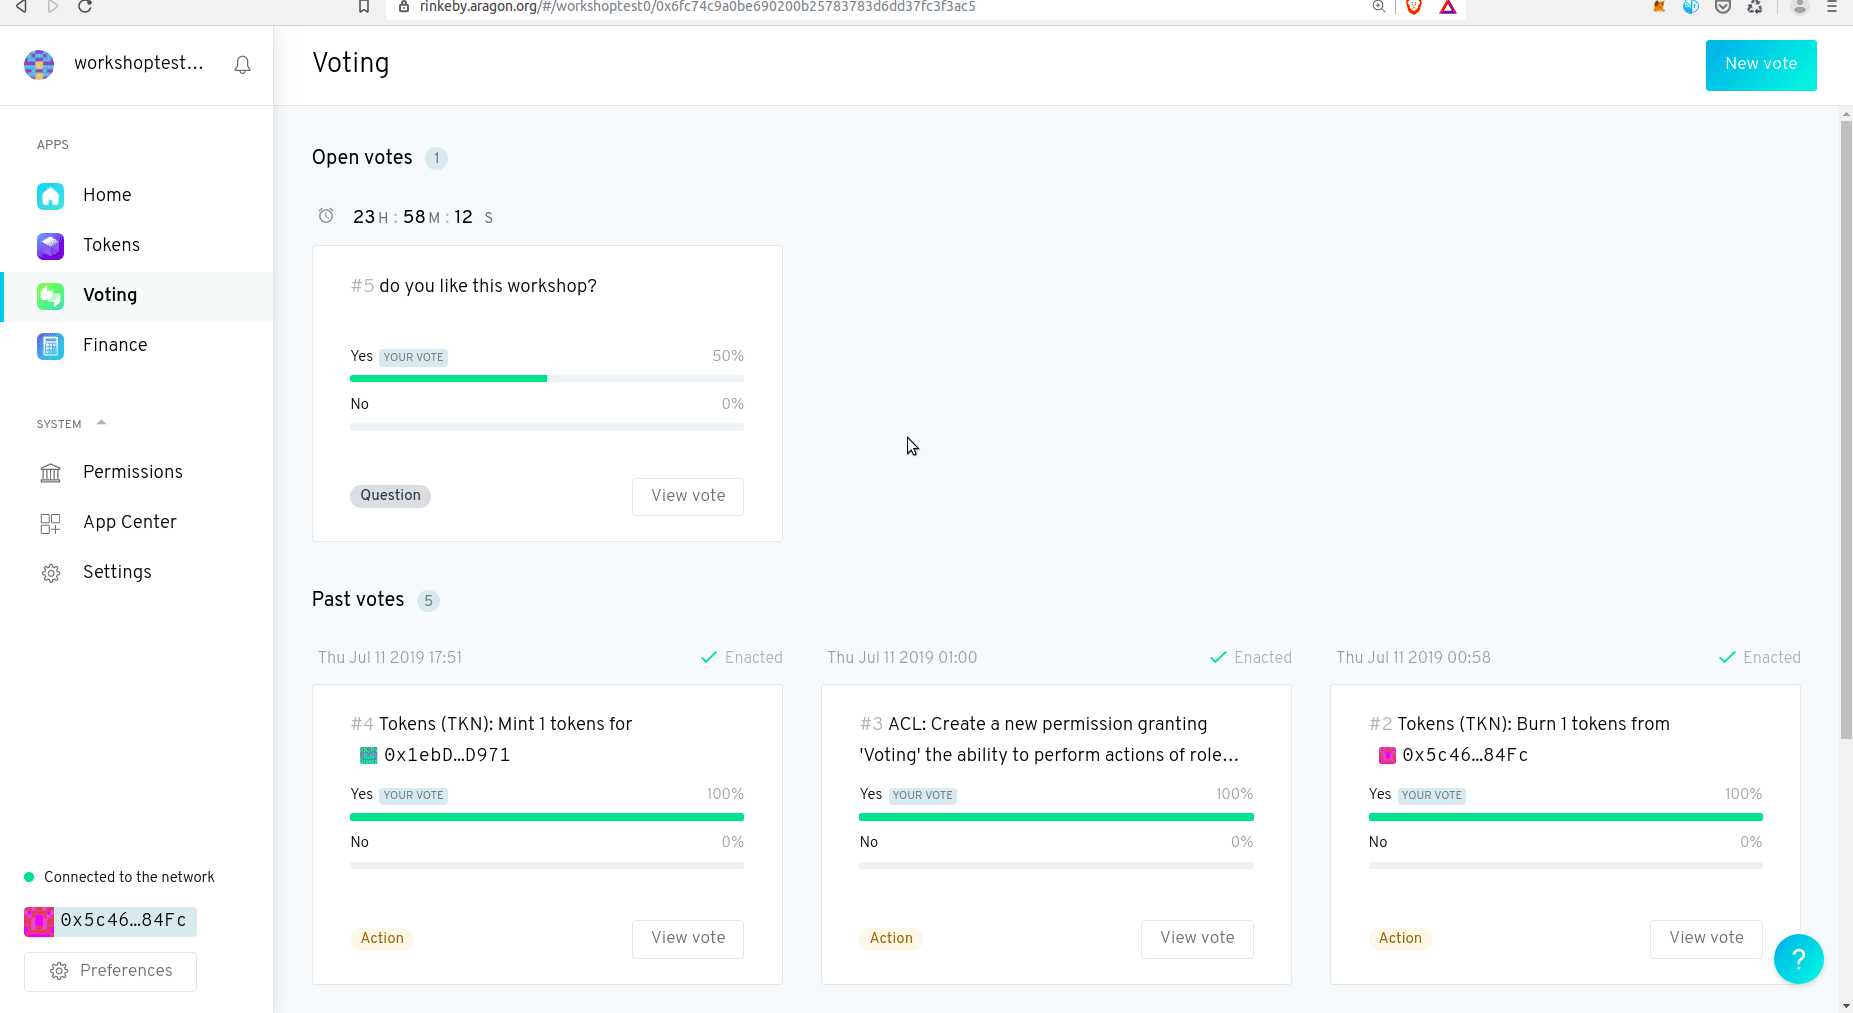 rinkeby.aragon.org/#/workshoptest0/0x6fc74c9a0be690200b25783783d6dd37fc3f3ac5
workshoptest...
Voting
New vote
APPS
Home
Tokens
Voting
Finance
SYSTEM
Permissions
App Center
Settings
Connected to the network
0x5c46…84Fc
Preferences
Open votes 1
23 H : 58 M : 12 S
#5 do you like this workshop?
Yes YOUR VOTE 50%
No 0%
Question View vote
Past votes 5
Thu Jul 11 2019 17:51 Enacted
#4 Tokens (TKN): Mint 1 tokens for
0x1ebD…D971
Yes YOUR VOTE 100%
No 0%
Action View vote
Thu Jul 11 2019 01:00 Enacted
#3 ACL: Create a new permission granting
'Voting' the ability to perform actions of role…
Yes YOUR VOTE 100%
No 0%
Action View vote
Thu Jul 11 2019 00:58 Enacted
#2 Tokens (TKN): Burn 1 tokens from
0x5c46…84Fc
Yes YOUR VOTE 100%
No 0%
Action View vote
?